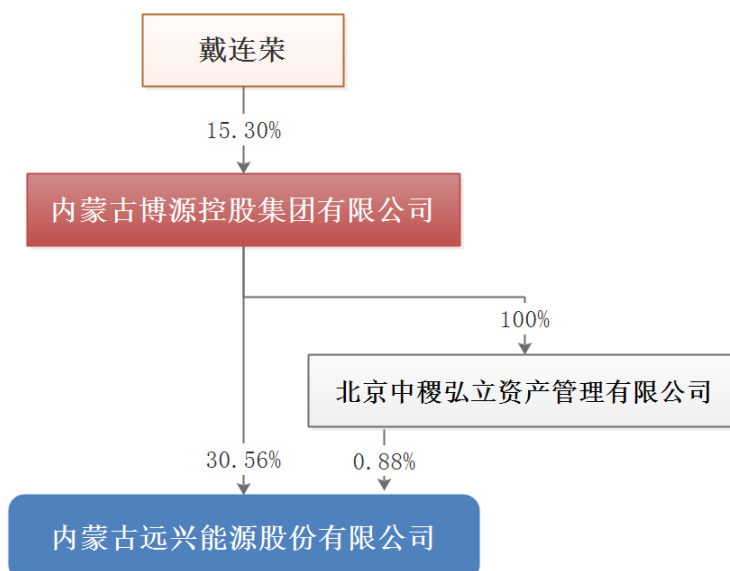 戴连荣
15.30%
内蒙古博源控股集团有限公司
100%
北京中稷弘立资产管理有限公司
30.56%
0.88%
内蒙古远兴能源股份有限公司